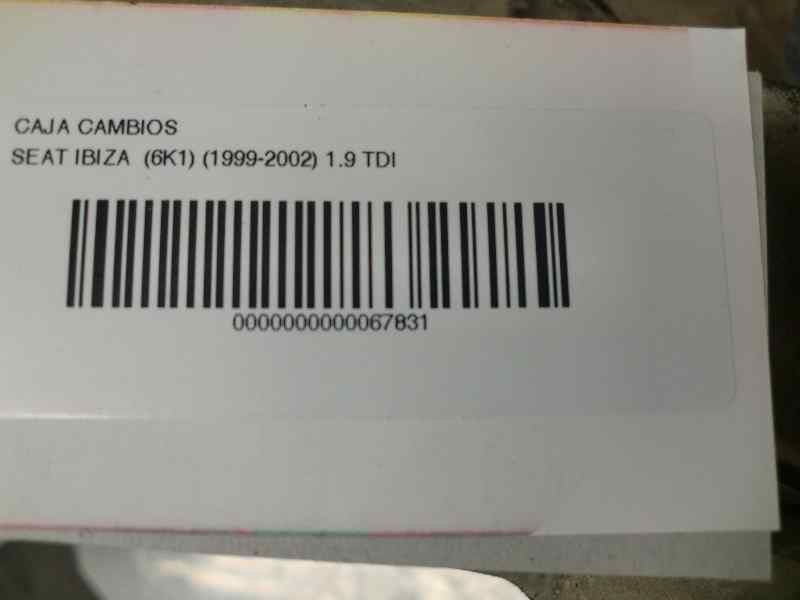 CAJA CAMBIOS
SEAT IBIZA (6K1) (1999-2002) 1.9 TDI
0000000000067831